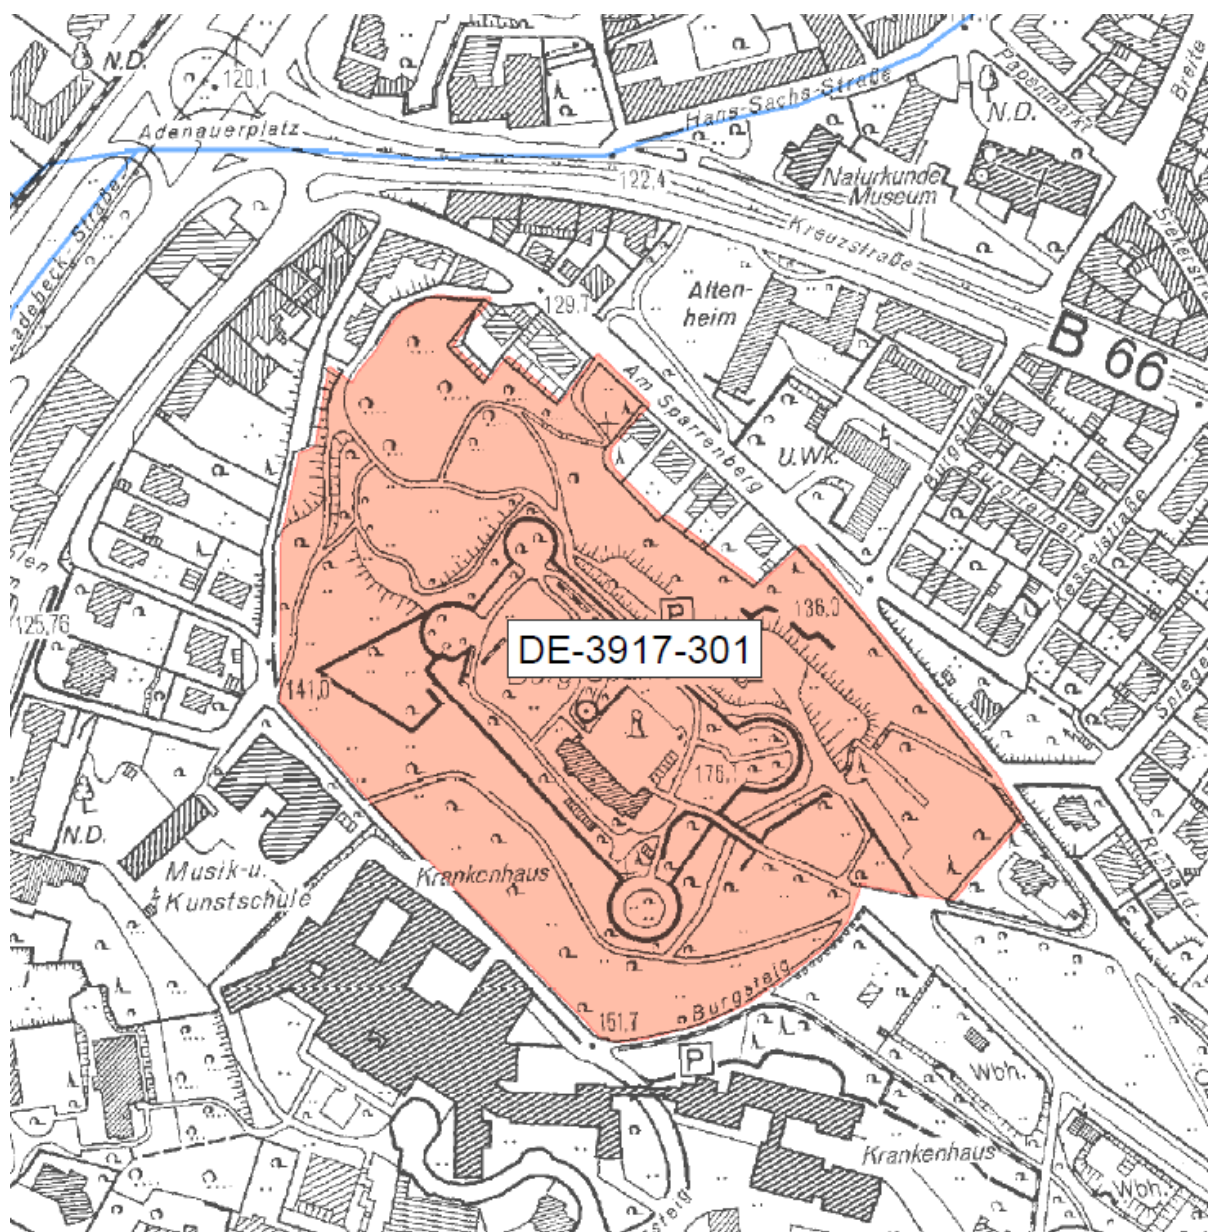 N.D.
120,1
Adenauerplatz
Hans-Sachs-Straße
Papenmarkt
Breite
N.D.
122,4
Naturkunde
Museum
Kreuzstraße
Straße
129,7
Alten-
heim
B 66
Am Sparrenberg
U.Wk.
Burgstraße
Kesselstraße
125,76
P
136,0
DE-3917-301
141,0
176,1
N.D.
Musik-u.
Kunstschule
Krankenhaus
Richard
Burgsteig
151,7
P
Wbh.
Krankenhaus
Wbh.